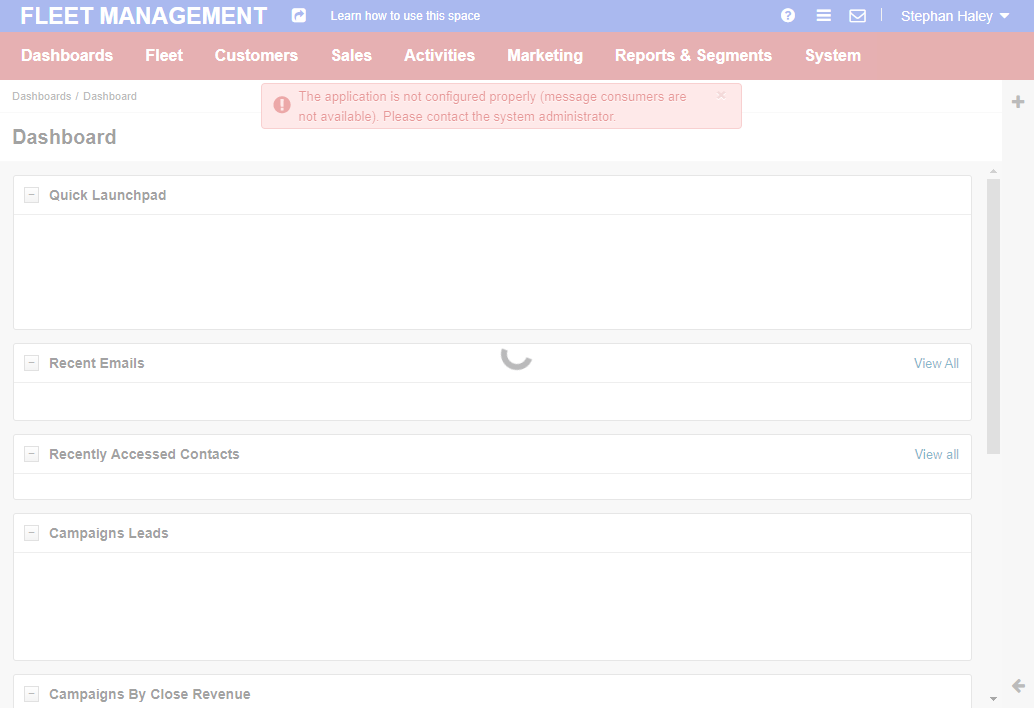 FLEET MANAGEMENT Learn how to use this space Stephan Haley
Dashboards Fleet Customers Sales Activities Marketing Reports & Segments System
Dashboards / Dashboard
The application is not configured properly (message consumers are
not available). Please contact the system administrator.
Dashboard
Quick Launchpad
Recent Emails View All
Recently Accessed Contacts View all
Campaigns Leads
Campaigns By Close Revenue